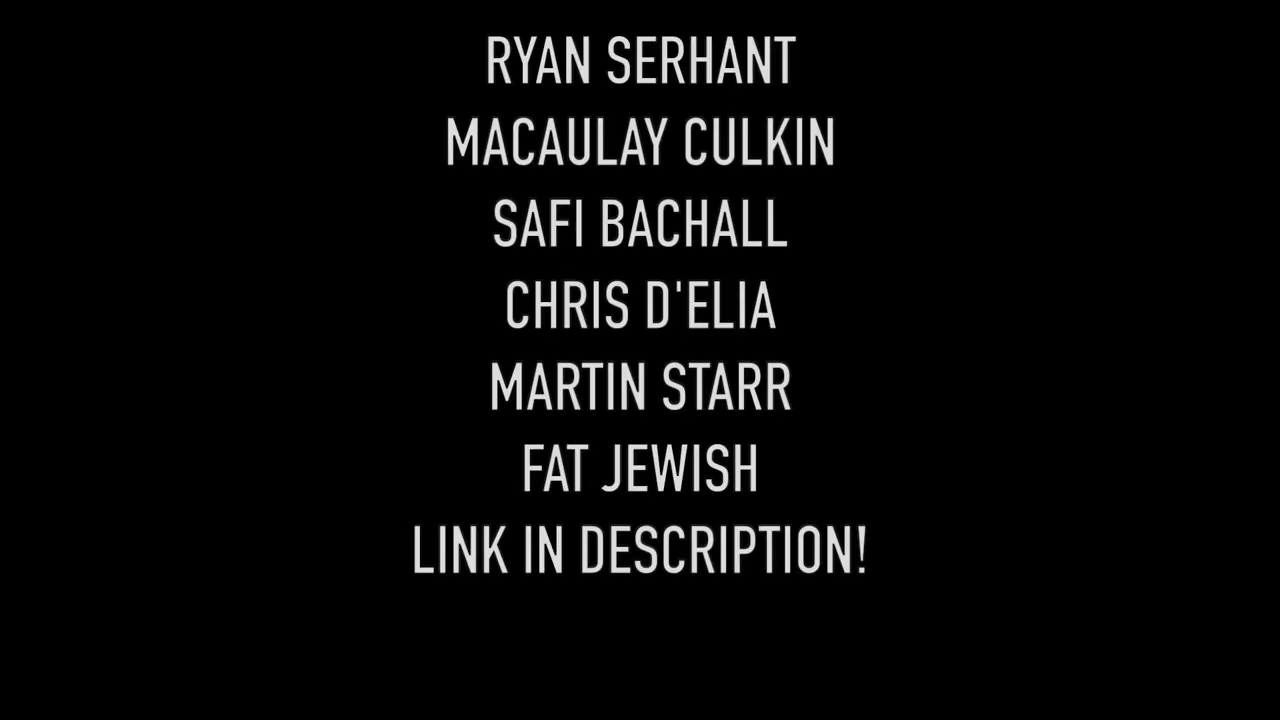 RYAN SERHANT
MACAULAY CULKIN
SAFI BACHALL
CHRIS D'ELIA
MARTIN STARR
FAT JEWISH
LINK IN DESCRIPTION!